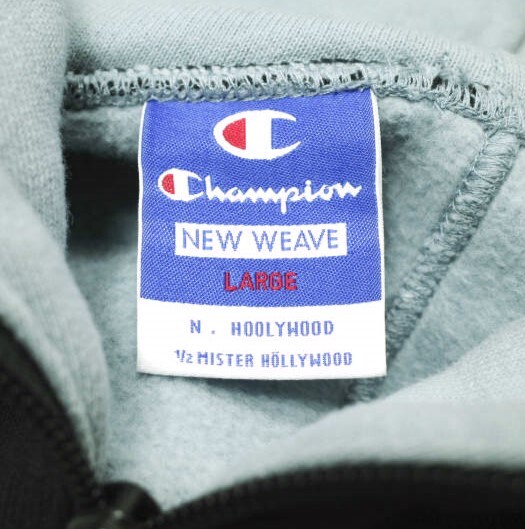 C
Champion
NEW WEAVE
LARGE
N. HOOLYWOOD
½ MISTER HÖLLYWOOD